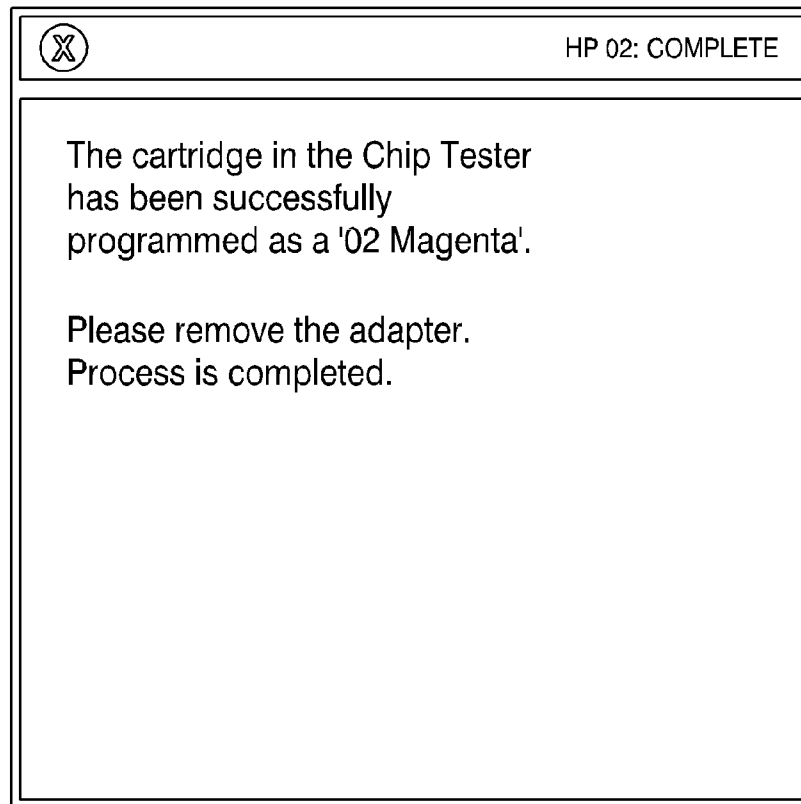 X HP 02: COMPLETE
The cartridge in the Chip Tester
has been successfully
programmed as a '02 Magenta'.
Please remove the adapter.
Process is completed.